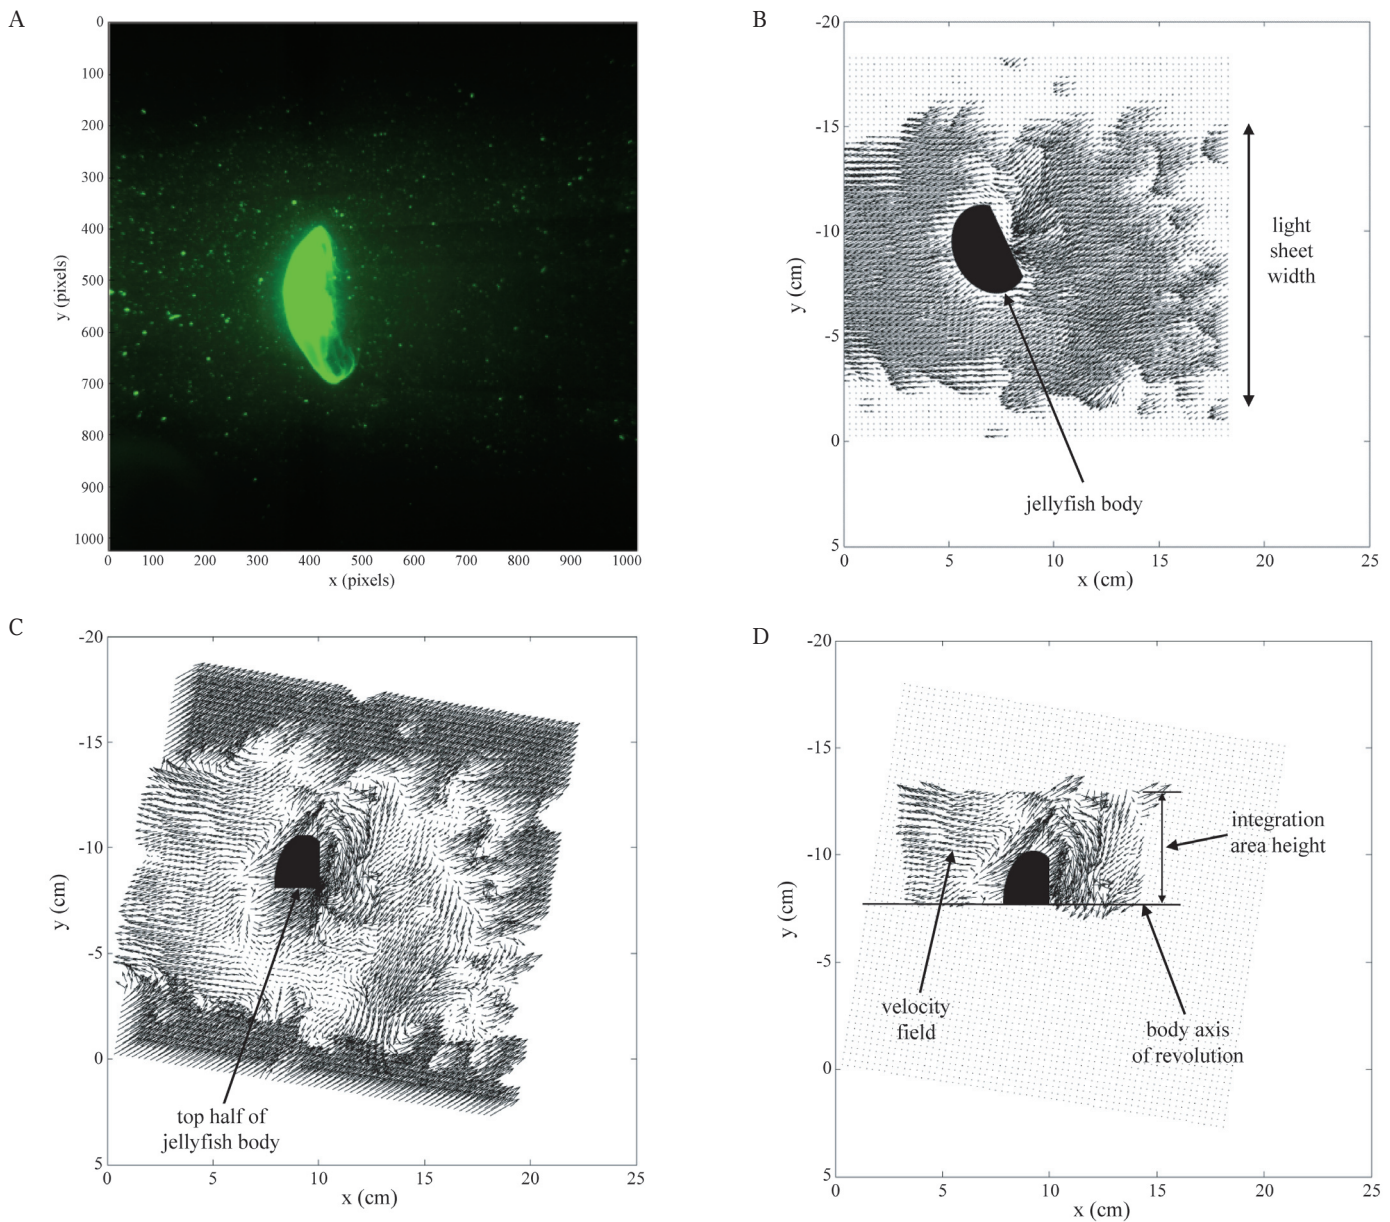 A
0
100
200
300
400
500
600
700
800
900
1000
y (pixels)
0 100 200 300 400 500 600 700 800 900 1000
x (pixels)
B
-20
-15
-10
-5
0
5
y (cm)
light
sheet
width
jellyfish body
0 5 10 15 20 25
x (cm)
C
-20
-15
-10
-5
0
5
y (cm)
top half of
jellyfish body
0 5 10 15 20 25
x (cm)
D
-20
-15
-10
-5
0
5
y (cm)
integration
area height
velocity
field
body axis
of revolution
0 5 10 15 20 25
x (cm)